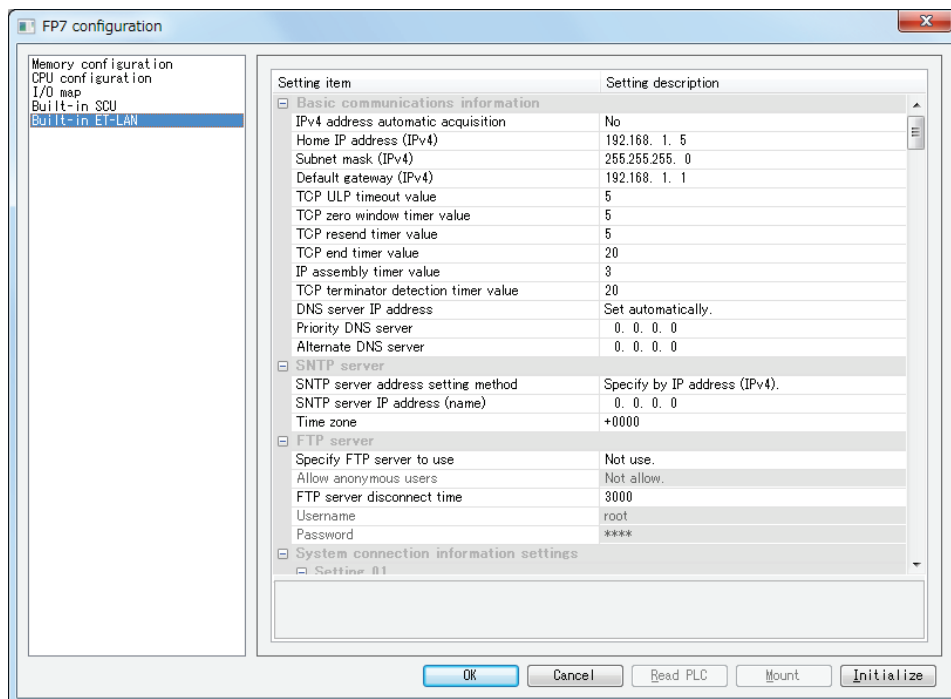 FP7 configuration
Memory configuration
CPU configuration
I/O map
Built-in SCU
Built-in ET-LAN
Setting item Setting description
Basic communications information
IPv4 address automatic acquisition No
Home IP address (IPv4) 192.168. 1. 5
Subnet mask (IPv4) 255.255.255. 0
Default gateway (IPv4) 192.168. 1. 1
TCP ULP timeout value 5
TCP zero window timer value 5
TCP resend timer value 5
TCP end timer value 20
IP assembly timer value 3
TCP terminator detection timer value 20
DNS server IP address Set automatically.
Priority DNS server 0. 0. 0. 0
Alternate DNS server 0. 0. 0. 0
SNTP server
SNTP server address setting method Specify by IP address (IPv4).
SNTP server IP address (name) 0. 0. 0. 0
Time zone +0000
FTP server
Specify FTP server to use Not use.
Allow anonymous users Not allow.
FTP server disconnect time 3000
Username root
Password ****
System connection information settings
Setting 01
OK Cancel Read PLC Mount Initialize